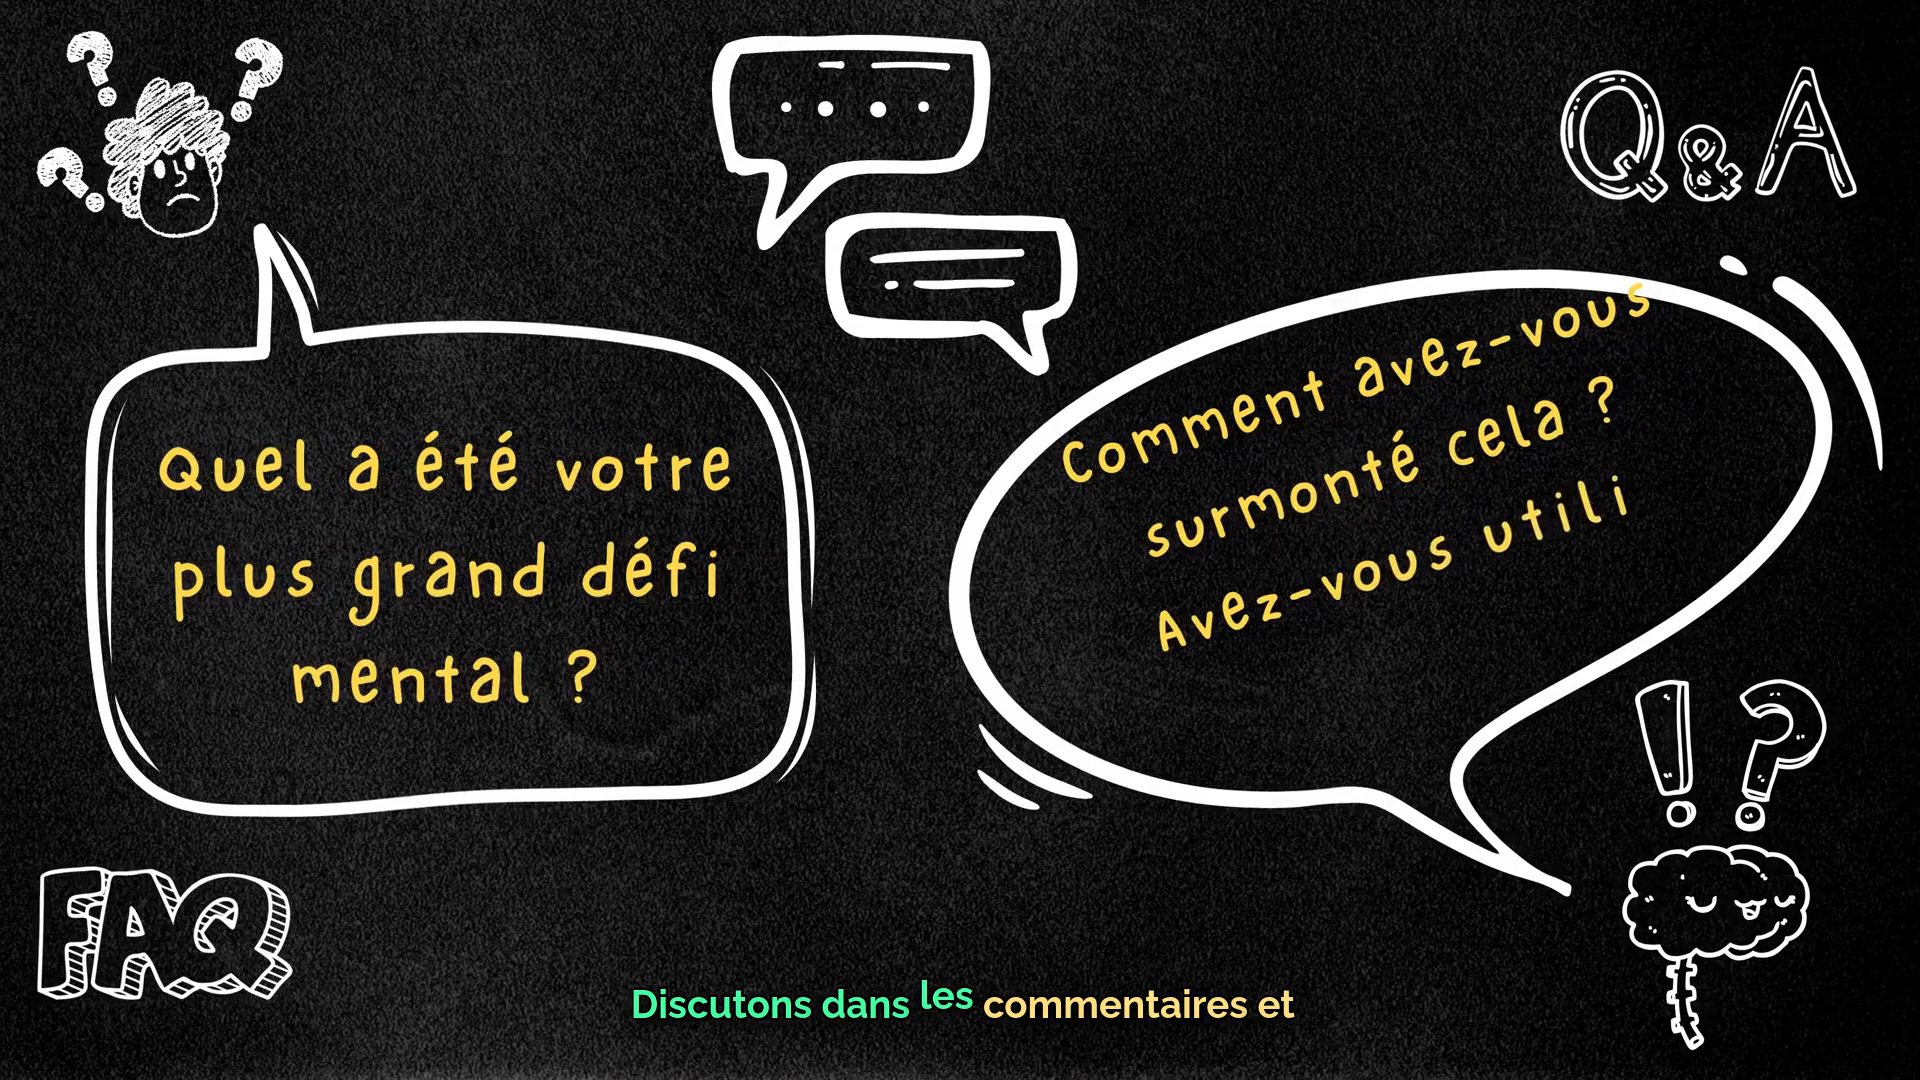 Q&A
Quel a été votre
plus grand défi
mental ?
Comment avez-vous
surmonté cela ?
Avez-vous utili
!?
FAQ
Discutons dans les commentaires et